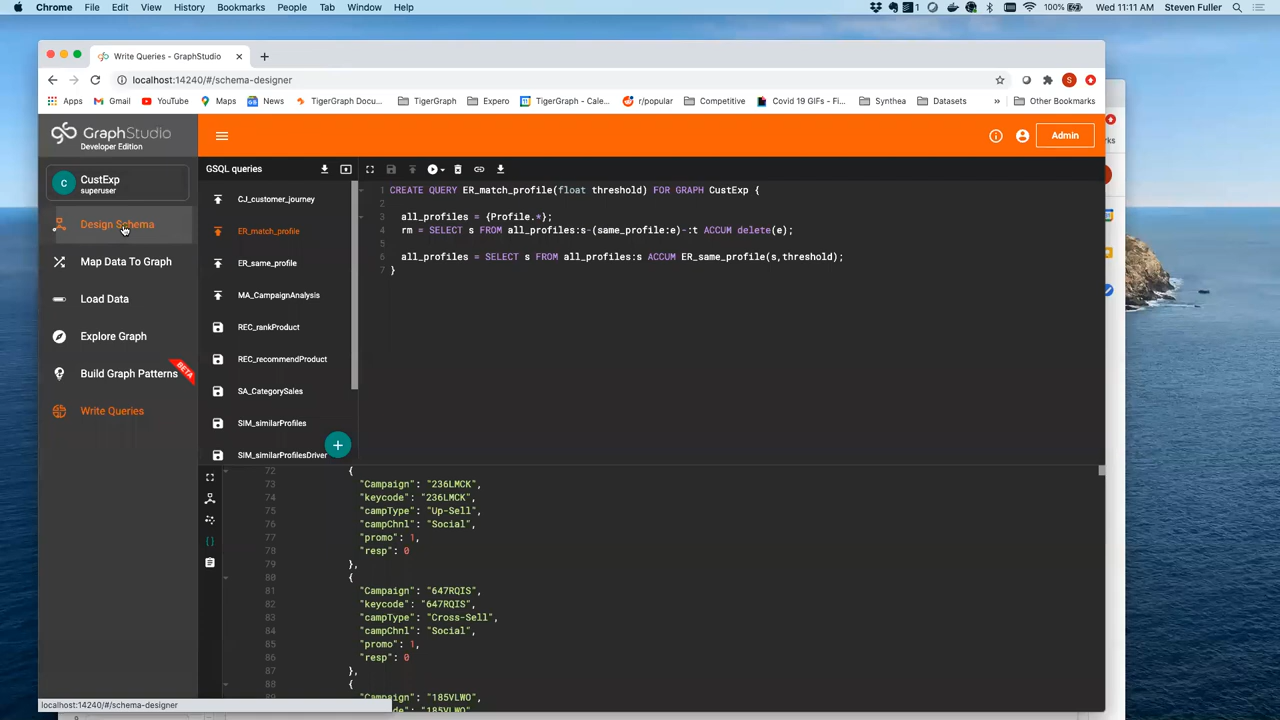 Chrome File Edit View History Bookmarks People Tab Window Help
1 100% Wed 11:11 AM Steven Fuller
Write Queries - GraphStudio
localhost:14240/#/schema-designer
S
Apps Gmail YouTube Maps News TigerGraph Docu... TigerGraph Expero TigerGraph - Cale... r/popular Competitive Covid 19 GIFs - Fi... Synthea Datasets » Other Bookmarks
GraphStudio
Developer Edition
Admin
C CustExp
superuser
Design Schema
Map Data To Graph
Load Data
Explore Graph
Build Graph Patterns
BETA
Write Queries
GSQL queries
CJ_customer_journey
ER_match_profile
ER_same_profile
MA_CampaignAnalysis
REC_rankProduct
REC_recommendProduct
SA_CategorySales
SIM_similarProfiles
SIM_similarProfilesDriver
1 CREATE QUERY ER_match_profile(float threshold) FOR GRAPH CustExp {
2
3 all_profiles = {Profile.*};
4 rm = SELECT s FROM all_profiles:s-(same_profile:e)-:t ACCUM delete(e);
5
6 all_profiles = SELECT s FROM all_profiles:s ACCUM ER_same_profile(s,threshold);
7 }
72 {
73 "Campaign": "236LMCK",
74 "keycode": "236LMCK",
75 "campType": "Up-Sell",
76 "campChnl": "Social",
77 "promo": 1,
78 "resp": 0
79 },
80 {
81 "Campaign": "647RQIS",
82 "keycode": "647RQIS",
83 "campType": "Cross-Sell",
84 "campChnl": "Social",
85 "promo": 1,
86 "resp": 0
87 },
88 {
89 "Campaign": "185VLWO",
"keycode": "185VLWO",
localhost:14240/#/schema-designer